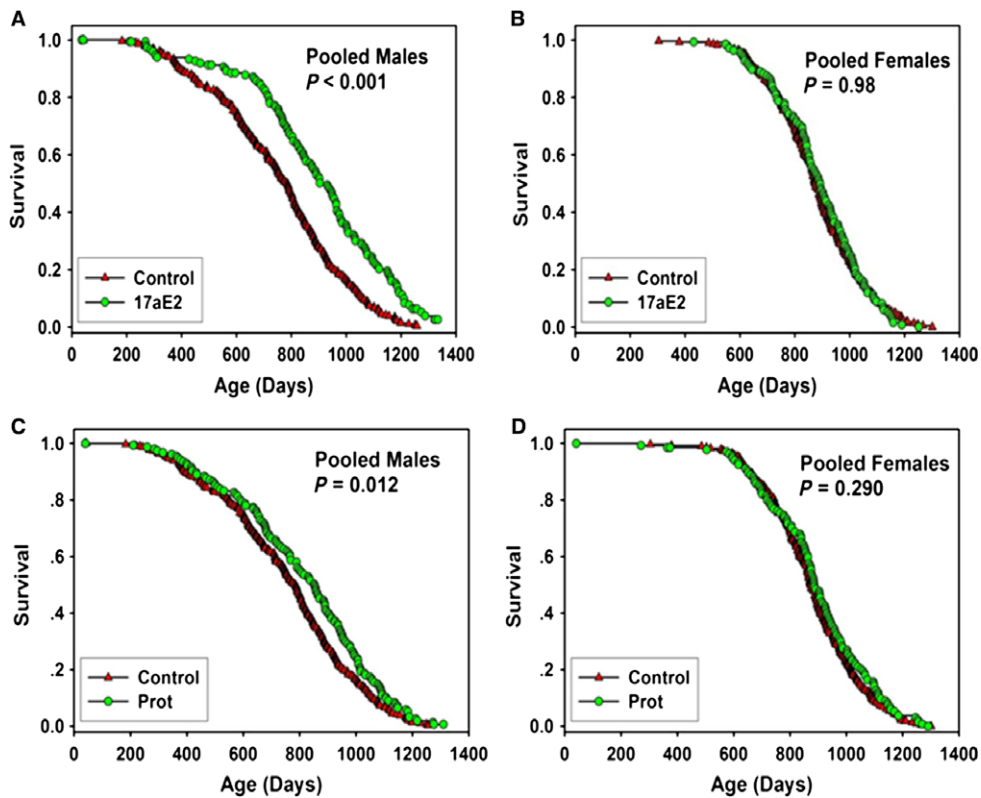 A
Pooled Males
P < 0.001
1.0
0.8
0.6
0.4
0.2
0.0
Survival
Control
17aE2
0 200 400 600 800 1000 1200 1400
Age (Days)
B
Pooled Females
P = 0.98
1.0
0.8
0.6
0.4
0.2
0.0
Survival
Control
17aE2
0 200 400 600 800 1000 1200 1400
Age (Days)
C
Pooled Males
P = 0.012
1.0
.8
.6
.4
.2
0.0
Survival
Control
Prot
0 200 400 600 800 1000 1200 1400
Age (Days)
D
Pooled Females
P = 0.290
1.0
.8
.6
.4
.2
0.0
Survival
Control
Prot
0 200 400 600 800 1000 1200 1400
Age (Days)